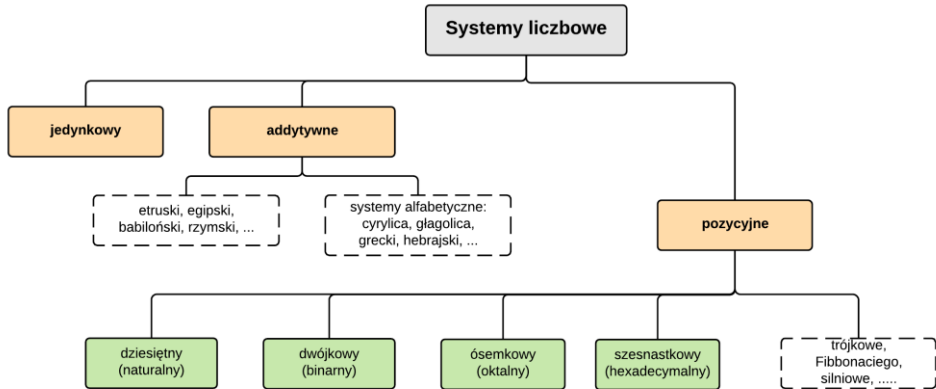 Systemy liczbowe
jedynkowy
addytywne
etruski, egipski,
babiloński, rzymski, ...
systemy alfabetyczne:
cyrylica, głagolica,
grecki, hebrajski, ...
pozycyjne
dziesiętny
(naturalny)
dwójkowy
(binarny)
ósemkowy
(oktalny)
szesnastkowy
(hexadecymalny)
trójkowe,
Fibbonaciego,
silniowe, .....